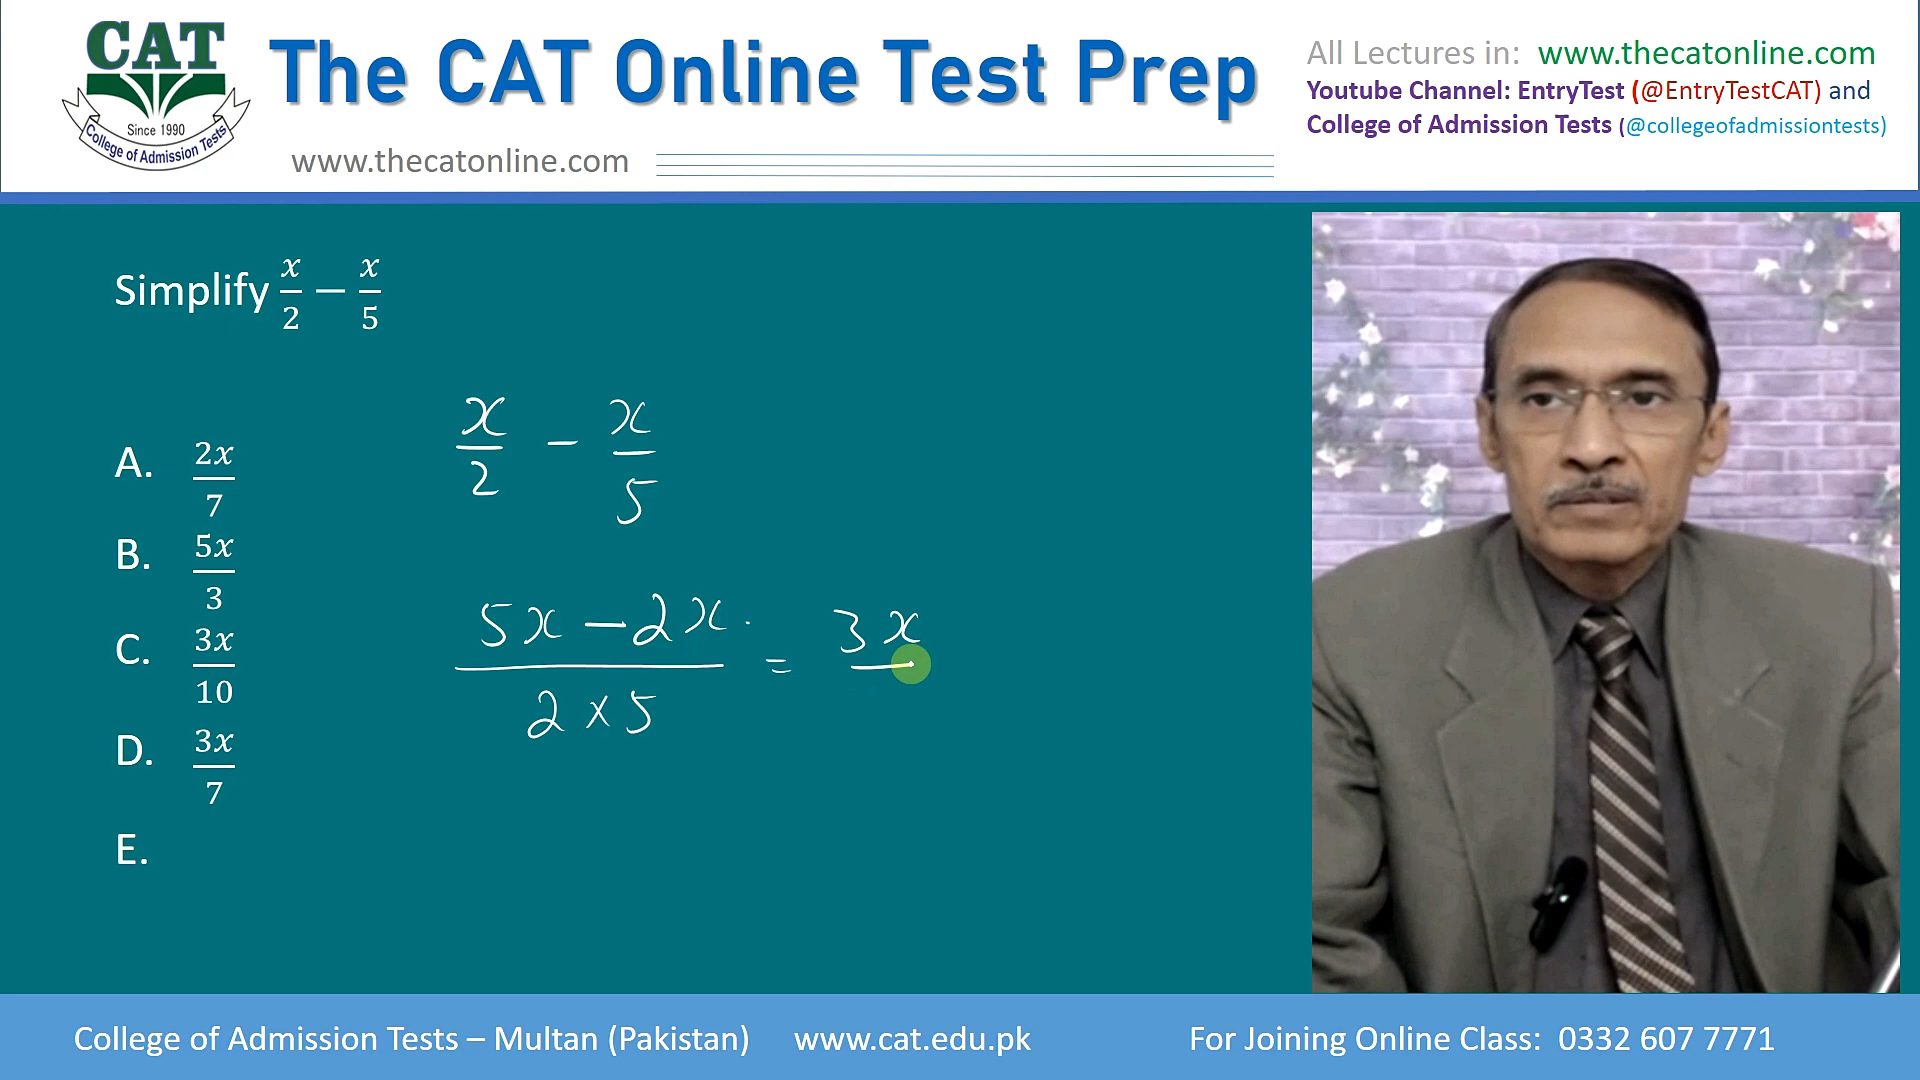 CAT
Since 1990
College of Admission Tests
The CAT Online Test Prep
www.thecatonline.com
All Lectures in: www.thecatonline.com
Youtube Channel: EntryTest (@EntryTestCAT) and
College of Admission Tests (@collegeofadmissiontests)
Simplify x/2 − x/5
A. 2x/7
B. 5x/3
C. 3x/10
D. 3x/7
E.
x/2 − x/5
5x − 2x / 2 × 5 = 3x
College of Admission Tests – Multan (Pakistan) www.cat.edu.pk For Joining Online Class: 0332 607 7771